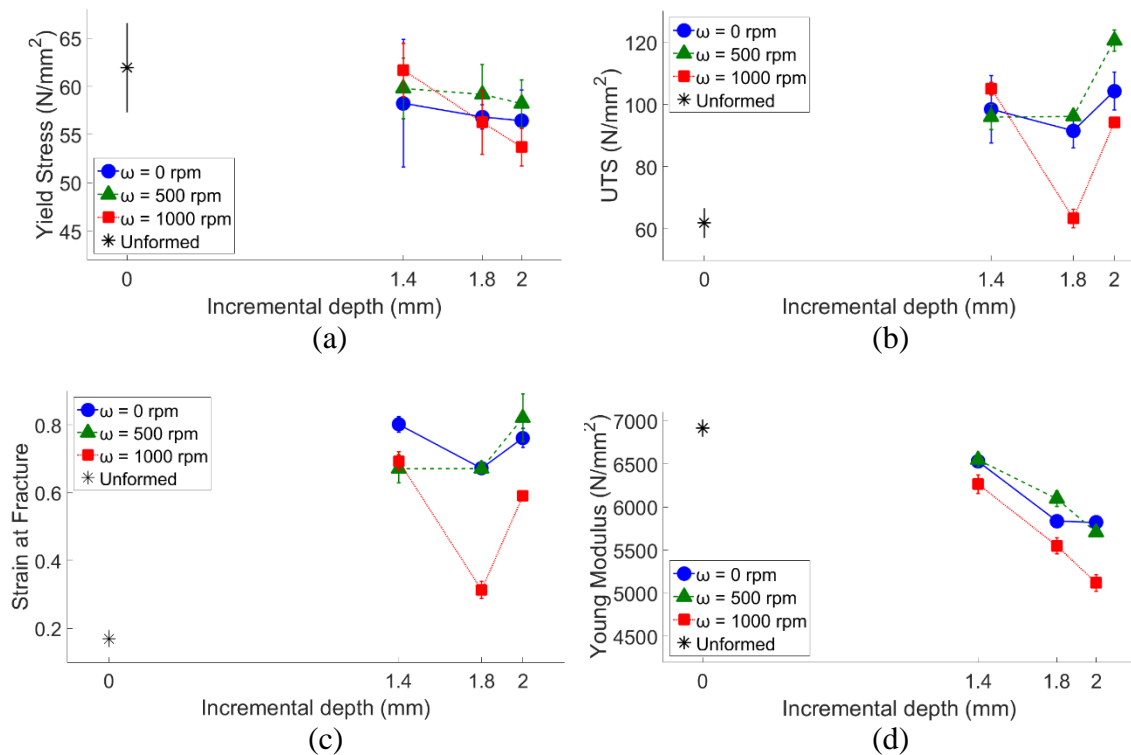 65
60
55
50
45
Yield Stress (N/mm²)
ω = 0 rpm
ω = 500 rpm
ω = 1000 rpm
Unformed
0
1.4
1.8
2
Incremental depth (mm)
(a)
120
100
80
60
UTS (N/mm²)
ω = 0 rpm
ω = 500 rpm
ω = 1000 rpm
Unformed
0
1.4
1.8
2
Incremental depth (mm)
(b)
0.8
0.6
0.4
0.2
Strain at Fracture
ω = 0 rpm
ω = 500 rpm
ω = 1000 rpm
Unformed
0
1.4
1.8
2
Incremental depth (mm)
(c)
7000
6500
6000
5500
5000
4500
Young Modulus (N/mm²)
ω = 0 rpm
ω = 500 rpm
ω = 1000 rpm
Unformed
0
1.4
1.8
2
Incremental depth (mm)
(d)